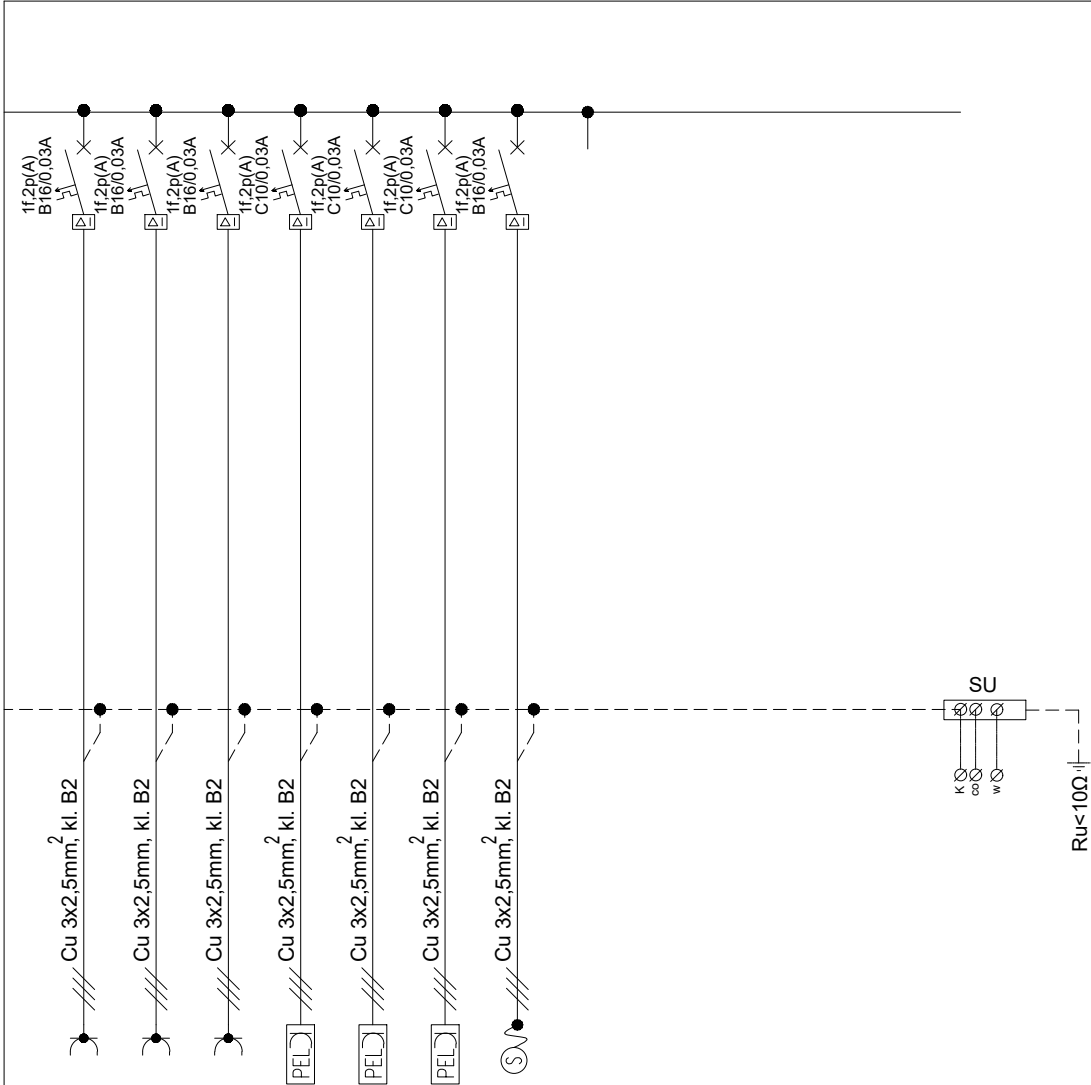 1f,2p(A)
B16/0,03A
1f,2p(A)
B16/0,03A
1f,2p(A)
B16/0,03A
1f,2p(A)
C10/0,03A
1f,2p(A)
C10/0,03A
1f,2p(A)
C10/0,03A
1f,2p(A)
B16/0,03A
SU
K
co
w
Ru<10Ω
Cu 3x2,5mm², kl. B2
Cu 3x2,5mm², kl. B2
Cu 3x2,5mm², kl. B2
Cu 3x2,5mm², kl. B2
Cu 3x2,5mm², kl. B2
Cu 3x2,5mm², kl. B2
Cu 3x2,5mm², kl. B2
PEL
PEL
PEL
S